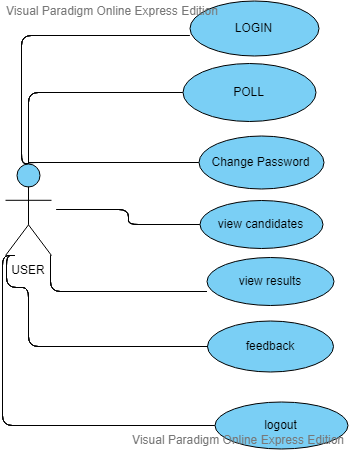 Visual Paradigm Online Express Edition
LOGIN
POLL
Change Password
view candidates
USER
view results
feedback
logout
Visual Paradigm Online Express Edition